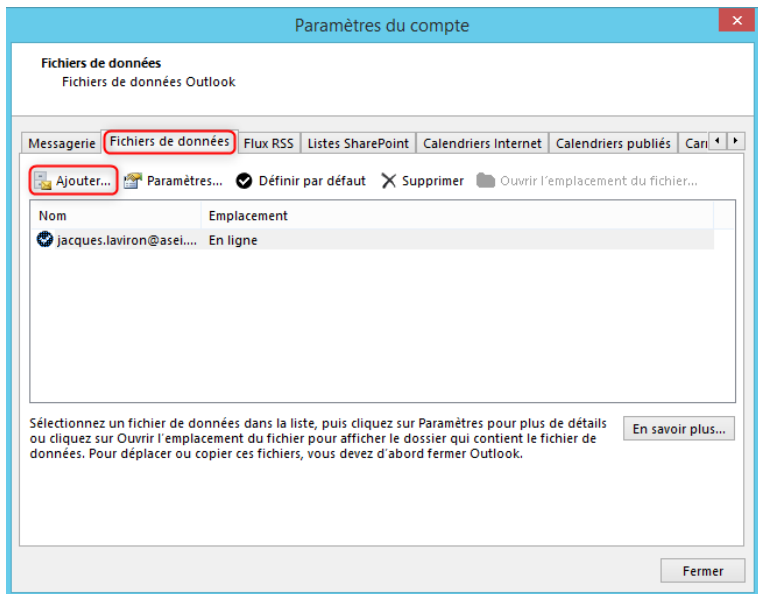 Paramètres du compte
Fichiers de données
Fichiers de données Outlook
Messagerie Fichiers de données Flux RSS Listes SharePoint Calendriers Internet Calendriers publiés
Ajouter... Paramètres... Définir par défaut Supprimer Ouvrir l'emplacement du fichier...
Nom Emplacement
jacques.laviron@asei.... En ligne
Sélectionnez un fichier de données dans la liste, puis cliquez sur Paramètres pour plus de détails
ou cliquez sur Ouvrir l'emplacement du fichier pour afficher le dossier qui contient le fichier de
données. Pour déplacer ou copier ces fichiers, vous devez d'abord fermer Outlook.
En savoir plus...
Fermer